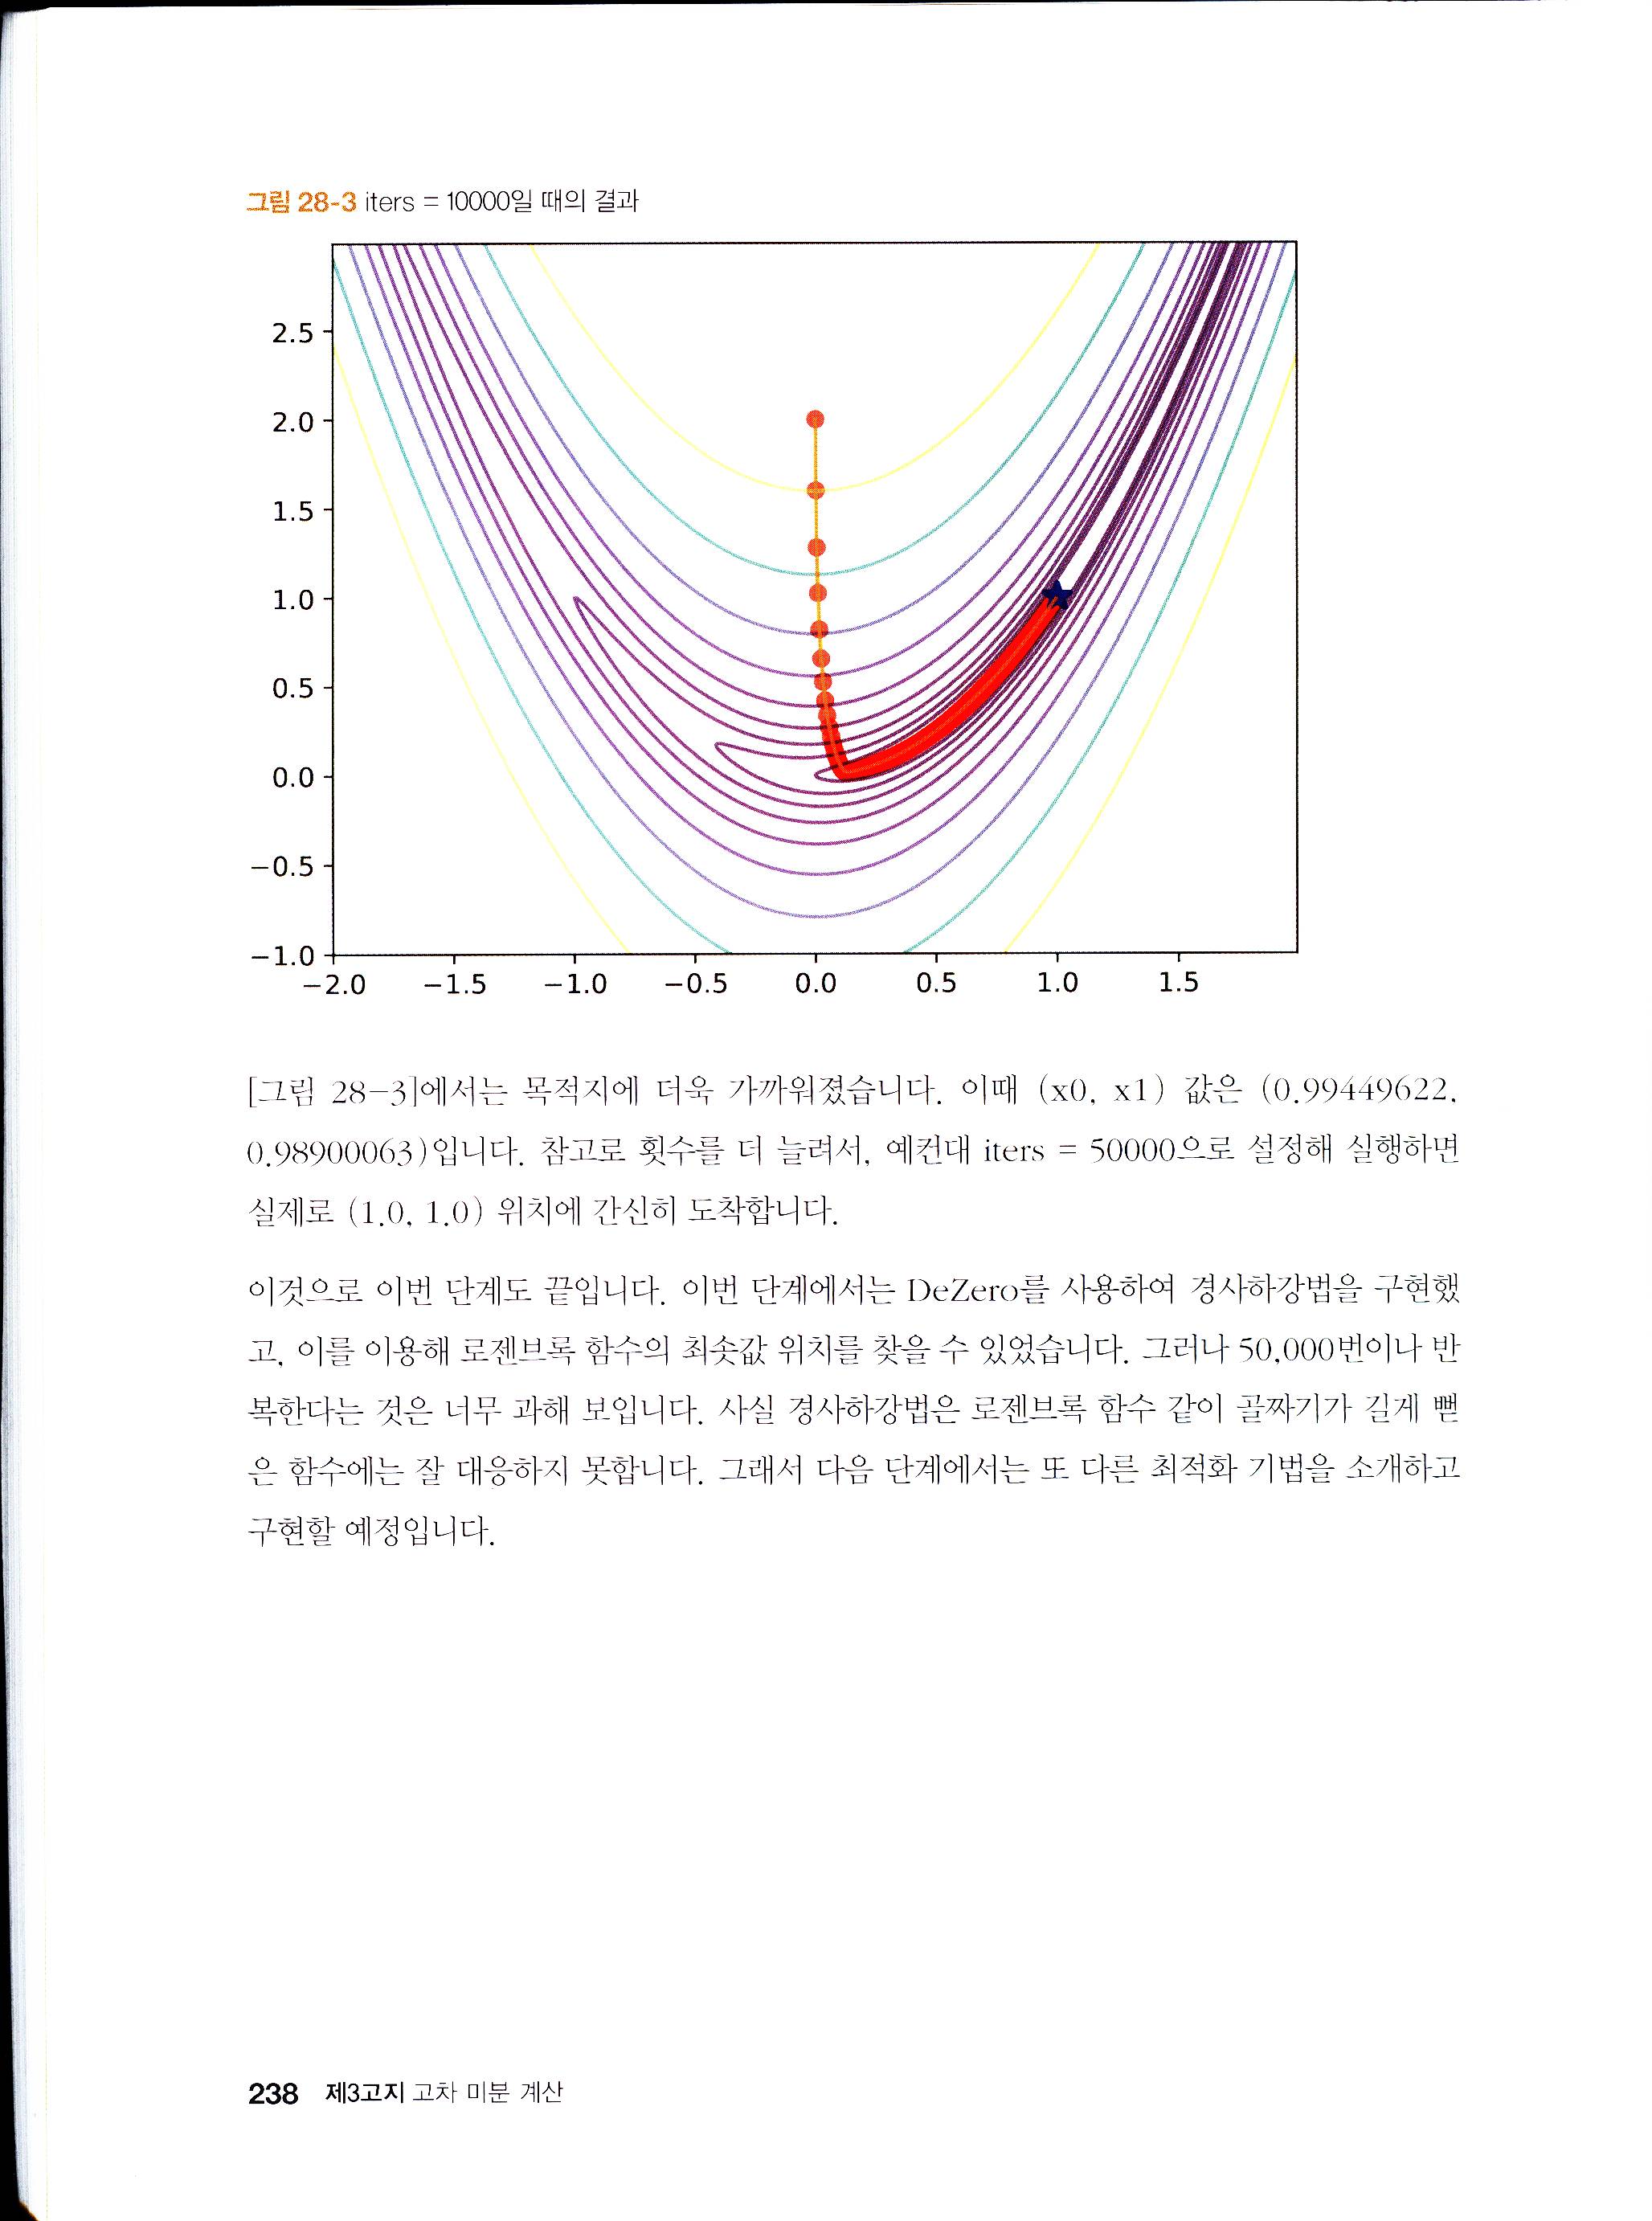 그림 28-3 iters = 10000일 때의 결과
2.5
2.0
1.5
1.0
0.5
0.0
−0.5
−1.0
−2.0 −1.5 −1.0 −0.5 0.0 0.5 1.0 1.5
[그림 28-3]에서는 목적지에 더욱 가까워졌습니다. 이때 (x0, x1) 값은 (0.99449622,
0.98900063)입니다. 참고로 횟수를 더 늘려서, 예컨대 iters = 50000으로 설정해 실행하면
실제로 (1.0, 1.0) 위치에 간신히 도착합니다.
이것으로 이번 단계도 끝입니다. 이번 단계에서는 DeZero를 사용하여 경사하강법을 구현했
고, 이를 이용해 로젠브록 함수의 최솟값 위치를 찾을 수 있었습니다. 그러나 50,000번이나 반
복한다는 것은 너무 과해 보입니다. 사실 경사하강법은 로젠브록 함수 같이 골짜기가 길게 뻗
은 함수에는 잘 대응하지 못합니다. 그래서 다음 단계에서는 또 다른 최적화 기법을 소개하고
구현할 예정입니다.
238 제3고지 고차 미분 계산